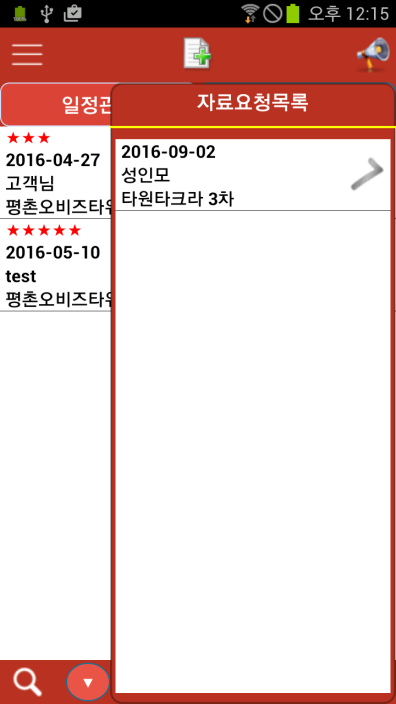 오후 12:15
일정관
자료요청목록
★★★
2016-04-27
고객님
평촌오비즈타워
★★★★★
2016-05-10
test
평촌오비즈타워
2016-09-02
성인모
타원타크라 3차
▼